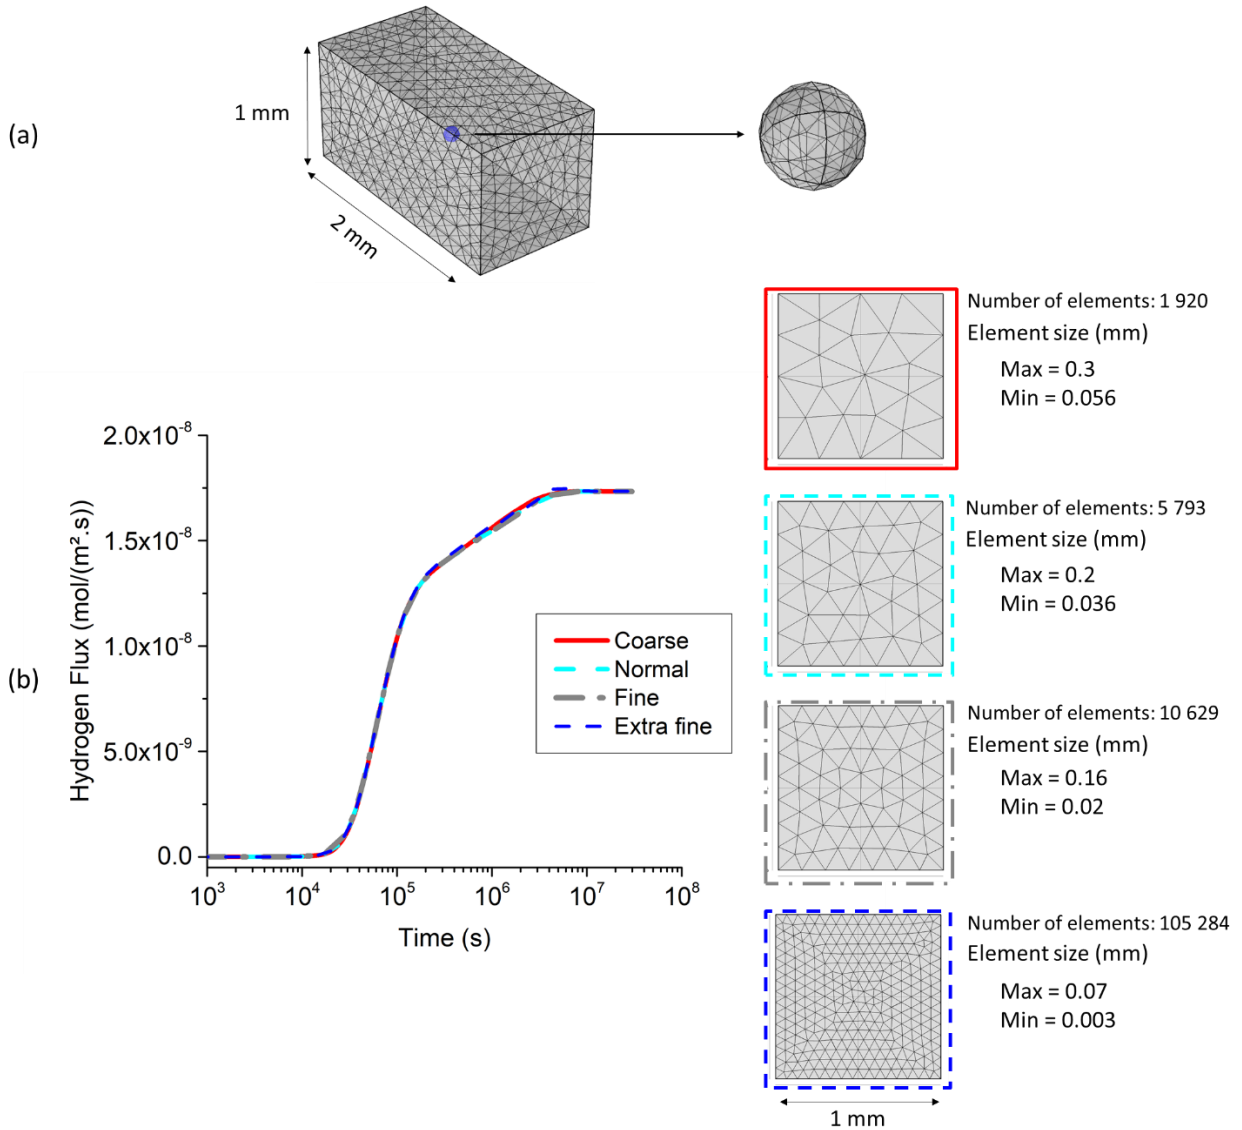 (a)
1 mm
2 mm
Number of elements: 1 920
Element size (mm)
Max = 0.3
Min = 0.056
Number of elements: 5 793
Element size (mm)
Max = 0.2
Min = 0.036
Number of elements: 10 629
Element size (mm)
Max = 0.16
Min = 0.02
Number of elements: 105 284
Element size (mm)
Max = 0.07
Min = 0.003
1 mm
(b)
Hydrogen Flux (mol/(m².s))
2.0x10⁻⁸
1.5x10⁻⁸
1.0x10⁻⁸
5.0x10⁻⁹
0.0
10³ 10⁴ 10⁵ 10⁶ 10⁷ 10⁸
Time (s)
Coarse
Normal
Fine
Extra fine